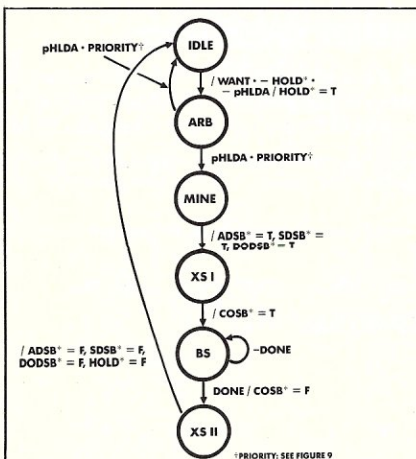 IDLE
pHLDA • PRIORITY†
/ WANT • – HOLD* •
– pHLDA / HOLD* = T
ARB
pHLDA • PRIORITY†
MINE
/ ADSB* = T, SDSB* =
T, DODSB* – T
XS I
/ COSB* = T
BS
–DONE
/ ADSB* = F, SDSB* = F,
DODSB* = F, HOLD* = F
DONE / COSB* = F
XS II
†PRIORITY: SEE FIGURE 9